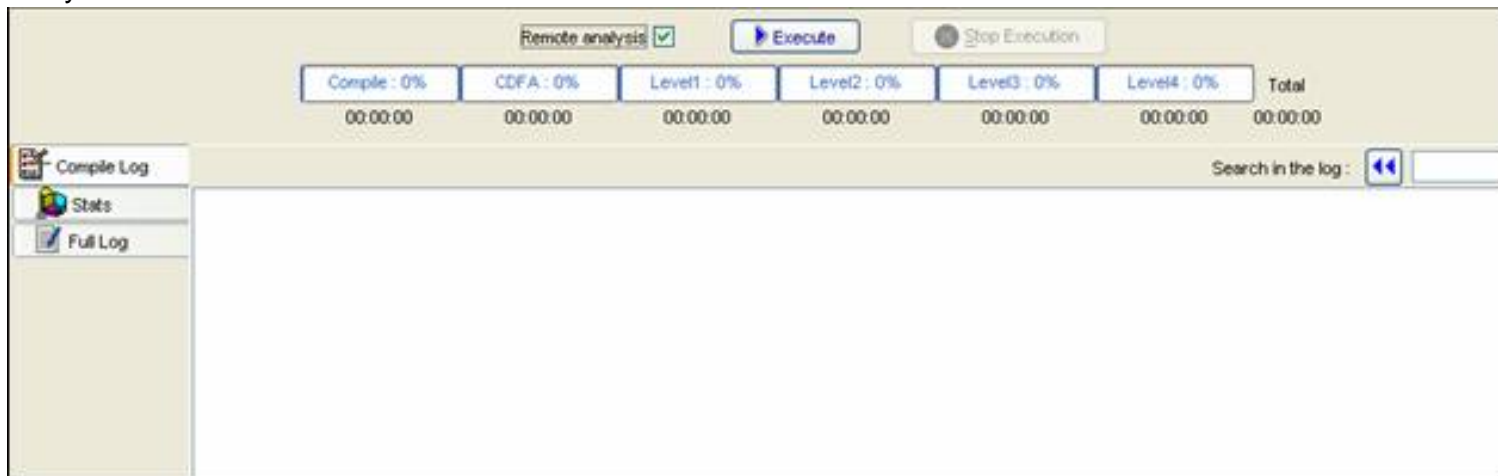 Remote analysis Execute Stop Execution
Compile : 0% CDFA : 0% Level1 : 0% Level2 : 0% Level3 : 0% Level4 : 0% Total
00:00:00 00:00:00 00:00:00 00:00:00 00:00:00 00:00:00 00:00:00
Compile Log Search in the log :
Stats
Full Log